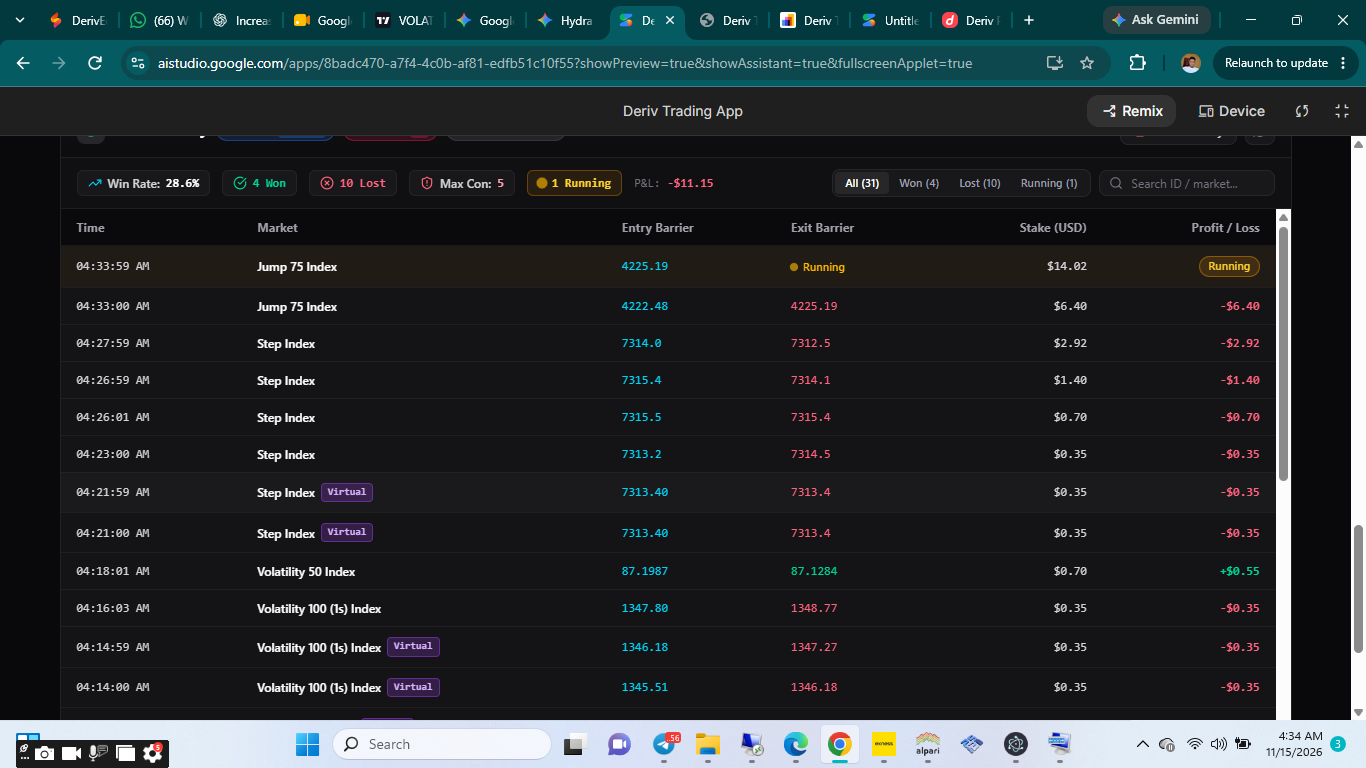 DerivE
(66) W
Increas
Googl
VOLAT
Googl
Hydra
De
Deriv T
Deriv T
Untitle
Deriv F
Ask Gemini
aistudio.google.com/apps/8badc470-a7f4-4c0b-af81-edfb51c10f55?showPreview=true&showAssistant=true&fullscreenApplet=true
Relaunch to update
Deriv Trading App
Remix
Device
Win Rate: 28.6%
4 Won
10 Lost
Max Con: 5
1 Running
P&L: -$11.15
All (31)
Won (4)
Lost (10)
Running (1)
Search ID / market...
Time Market Entry Barrier Exit Barrier Stake (USD) Profit / Loss
04:33:59 AM Jump 75 Index 4225.19 Running $14.02 Running
04:33:00 AM Jump 75 Index 4222.48 4225.19 $6.40 -$6.40
04:27:59 AM Step Index 7314.0 7312.5 $2.92 -$2.92
04:26:59 AM Step Index 7315.4 7314.1 $1.40 -$1.40
04:26:01 AM Step Index 7315.5 7315.4 $0.70 -$0.70
04:23:00 AM Step Index 7313.2 7314.5 $0.35 -$0.35
04:21:59 AM Step Index Virtual 7313.40 7313.4 $0.35 -$0.35
04:21:00 AM Step Index Virtual 7313.40 7313.4 $0.35 -$0.35
04:18:01 AM Volatility 50 Index 87.1987 87.1284 $0.70 +$0.55
04:16:03 AM Volatility 100 (1s) Index 1347.80 1348.77 $0.35 -$0.35
04:14:59 AM Volatility 100 (1s) Index Virtual 1346.18 1347.27 $0.35 -$0.35
04:14:00 AM Volatility 100 (1s) Index Virtual 1345.51 1346.18 $0.35 -$0.35
5
Search
56
exness
alpari
4:34 AM
11/15/2026
3